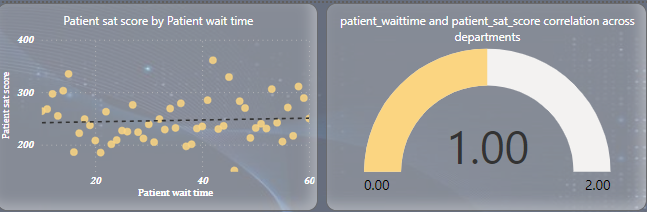 Patient sat score by Patient wait time
400
300
200
Patient sat score
20
40
60
Patient wait time
patient_waittime and patient_sat_score correlation across
departments
1.00
0.00
2.00